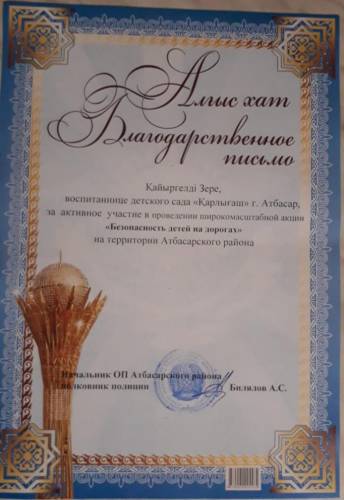 Алғыс хат
Благодарственное
письмо
Қайыргелді Зере,
воспитаннице детского сада «Қарлығаш» г. Атбасар,
за активное участие в проведении широкомасштабной акции
«Безопасность детей на дорогах»
на территории Атбасарского района
Начальник ОП Атбасарского района
полковник полиции Билялов А.С.